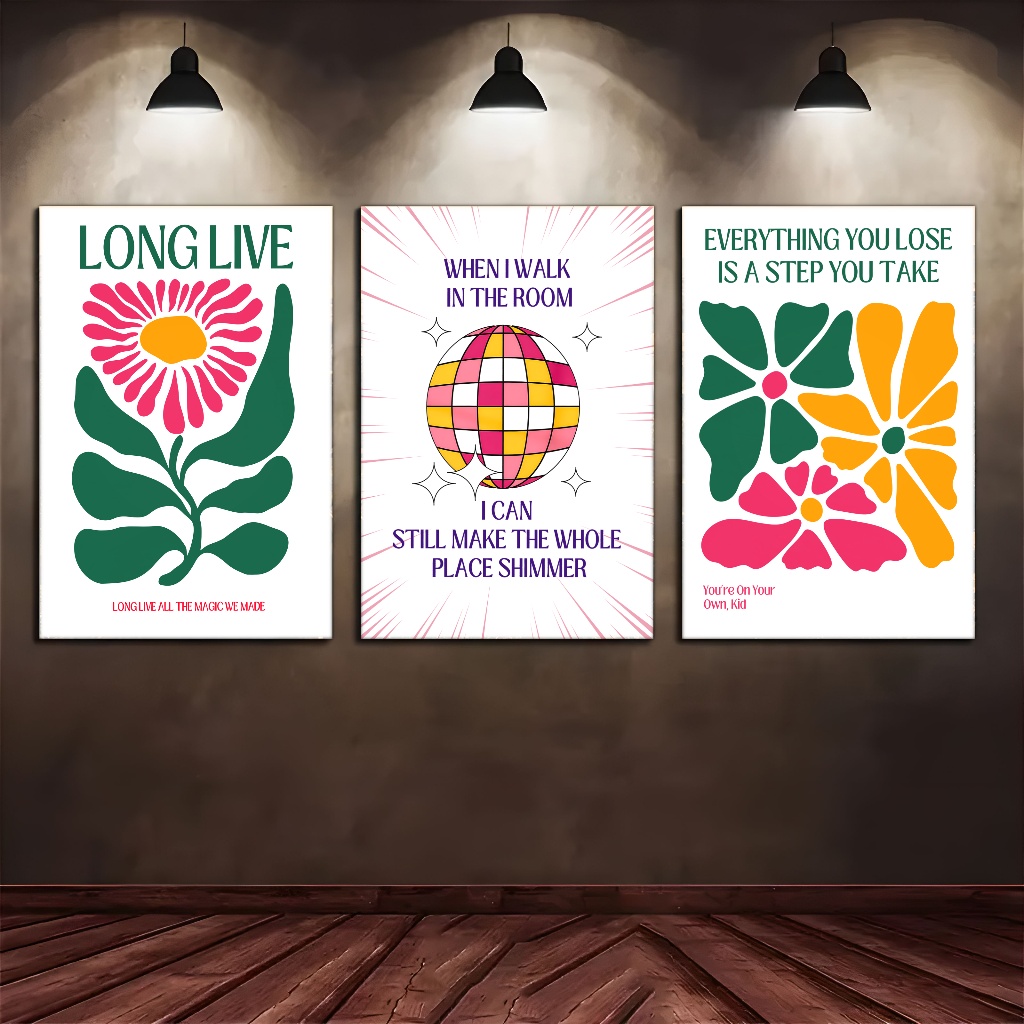 LONG LIVE
LONG LIVE ALL THE MAGIC WE MADE
WHEN I WALK
IN THE ROOM
I CAN
STILL MAKE THE WHOLE
PLACE SHIMMER
EVERYTHING YOU LOSE
IS A STEP YOU TAKE
You're On Your
Own, Kid